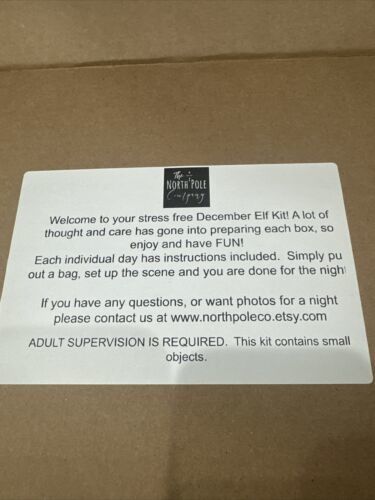 The
NORTH POLE
Company
Welcome to your stress free December Elf Kit! A lot of
thought and care has gone into preparing each box, so
enjoy and have FUN!
Each individual day has instructions included. Simply pu
out a bag, set up the scene and you are done for the nigh
If you have any questions, or want photos for a night
please contact us at www.northpoleco.etsy.com
ADULT SUPERVISION IS REQUIRED. This kit contains small
objects.